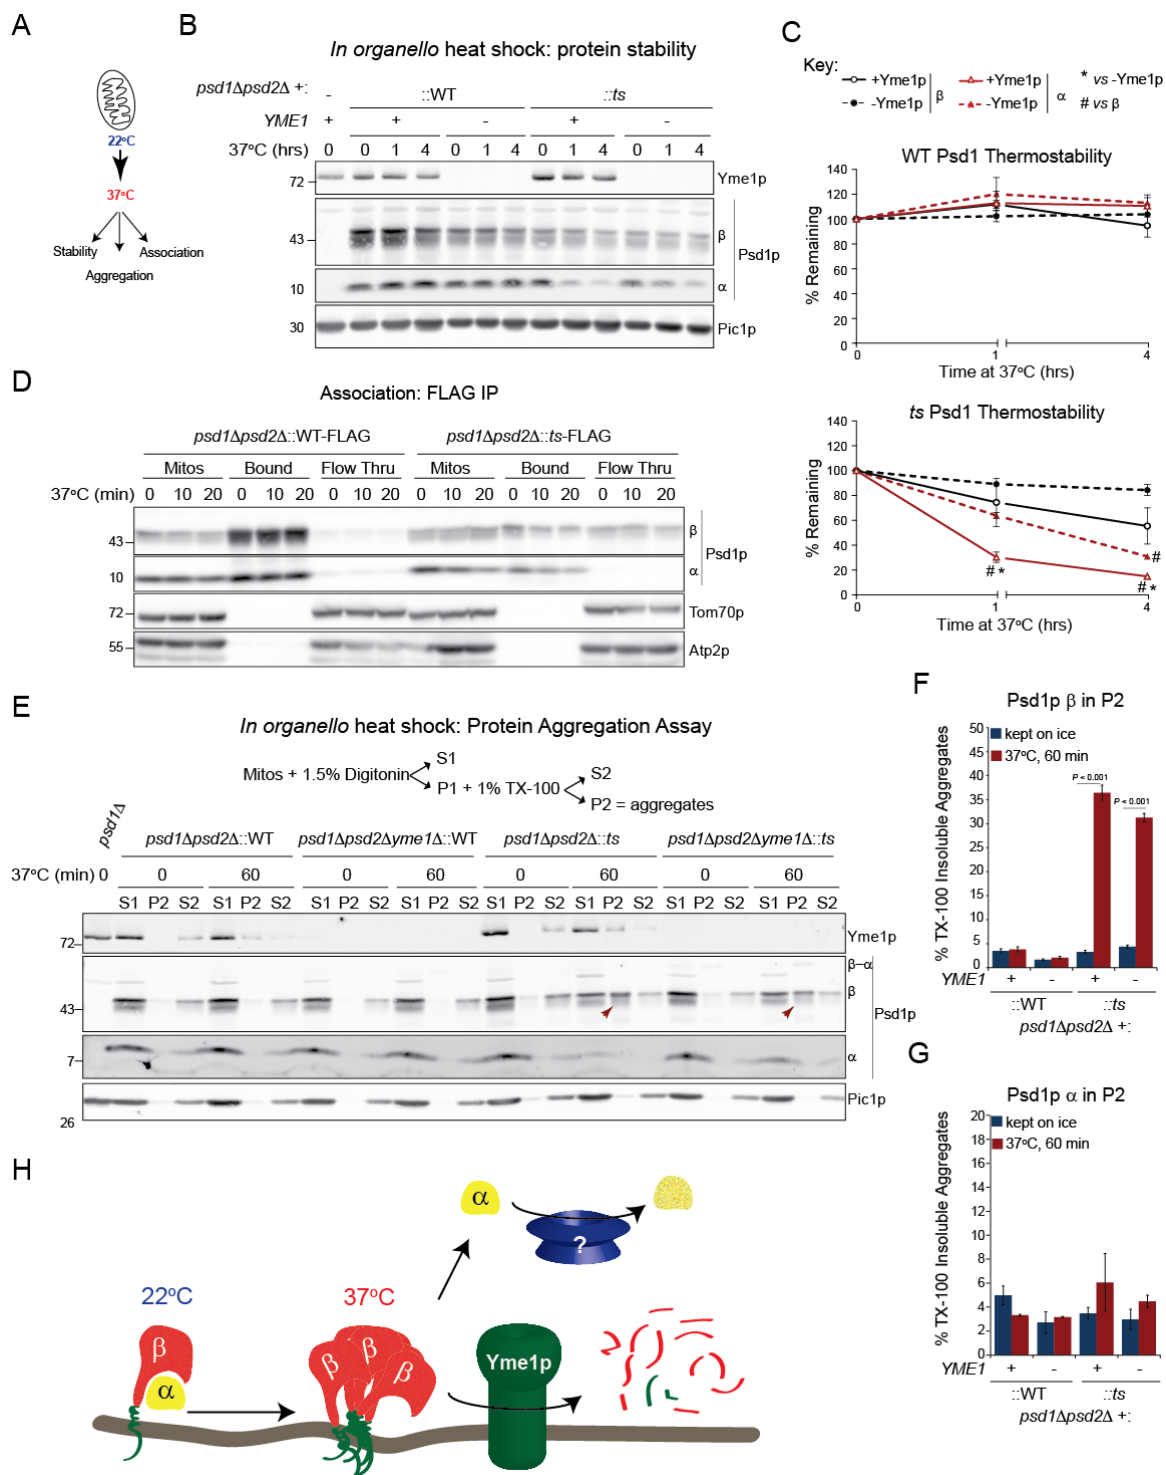 A
22°C
37°C
Stability
Association
Aggregation
B
In organello heat shock: protein stability
psd1Δpsd2Δ +: - ::WT ::ts
YME1 + + - + -
37°C (hrs) 0 0 1 4 0 1 4 0 1 4 0 1 4
72 Yme1p
43 β
Psd1p
10 α
30 Pic1p
C
Key:
+Yme1p +Yme1p * vs -Yme1p
β α
-Yme1p -Yme1p # vs β
WT Psd1 Thermostability
140
120
100
80
60
40
20
0
% Remaining
0 1 4
Time at 37°C (hrs)
ts Psd1 Thermostability
140
120
100
80
60
40
20
0
% Remaining
# *
#
# *
0 1 4
Time at 37°C (hrs)
D
Association: FLAG IP
psd1Δpsd2Δ::WT-FLAG psd1Δpsd2Δ::ts-FLAG
Mitos Bound Flow Thru Mitos Bound Flow Thru
37°C (min) 0 10 20 0 10 20 0 10 20 0 10 20 0 10 20 0 10 20
43 β
Psd1p
10 α
72 Tom70p
55 Atp2p
E
In organello heat shock: Protein Aggregation Assay
Mitos + 1.5% Digitonin
S1
P1 + 1% TX-100
S2
P2 = aggregates
psd1Δ psd1Δpsd2Δ::WT psd1Δpsd2Δyme1Δ::WT psd1Δpsd2Δ::ts psd1Δpsd2Δyme1Δ::ts
37°C (min) 0 0 60 0 60 0 60 0 60
S1 P2 S2 S1 P2 S2 S1 P2 S2 S1 P2 S2 S1 P2 S2 S1 P2 S2 S1 P2 S2 S1 P2 S2
72 Yme1p
β–α
β
43 Psd1p
7 α
Pic1p
26
F
Psd1p β in P2
kept on ice
37°C, 60 min
50
45
40
35
30
25
20
15
10
5
0
% TX-100 Insoluble Aggregates
P < 0.001
P < 0.001
YME1 + - + -
::WT ::ts
psd1Δpsd2Δ +:
G
Psd1p α in P2
kept on ice
37°C, 60 min
20
18
16
14
12
10
8
6
4
2
0
% TX-100 Insoluble Aggregates
YME1 + - + -
::WT ::ts
psd1Δpsd2Δ +:
H
α
?
22°C
37°C
β
α
β β β
Yme1p